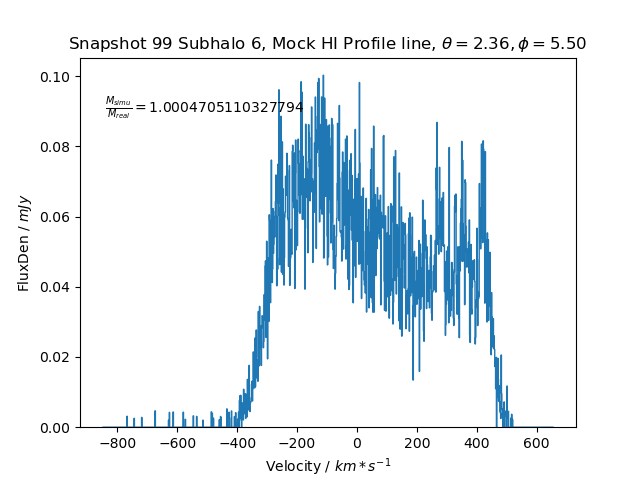 Snapshot 99 Subhalo 6, Mock HI Profile line, θ = 2.36, ϕ = 5.50
M_simu/M_real = 1.0004705110327794
FluxDen / mJy
0.10
0.08
0.06
0.04
0.02
0.00
−800 −600 −400 −200 0 200 400 600
Velocity / km * s⁻¹